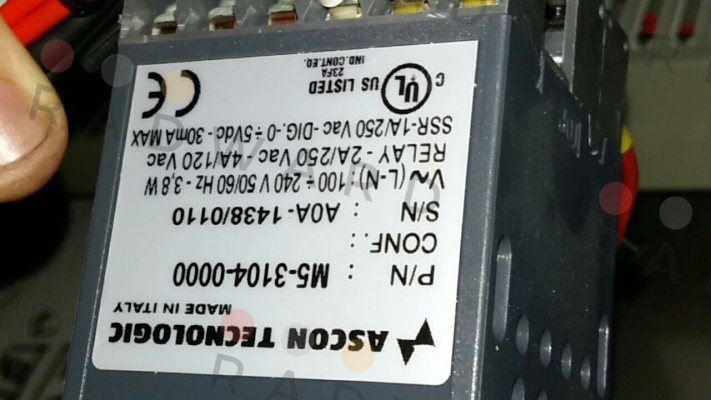 ASCON TECNOLOGIC
MADE IN ITALY
P/N : M5-3104-0000
CONF. :
S/N : A0A-1438/0110
V~(L-N) : 100 ÷ 240 V 50/60 Hz - 3,8 W
RELAY - 2A/250 Vac - 4A/120 Vac
SSR-1A/250 Vac - DIG.-0 ÷ 5Vdc - 30mA MAX
C UL US LISTED
23FA
IND.CONT.EQ.
CE
RADWARD